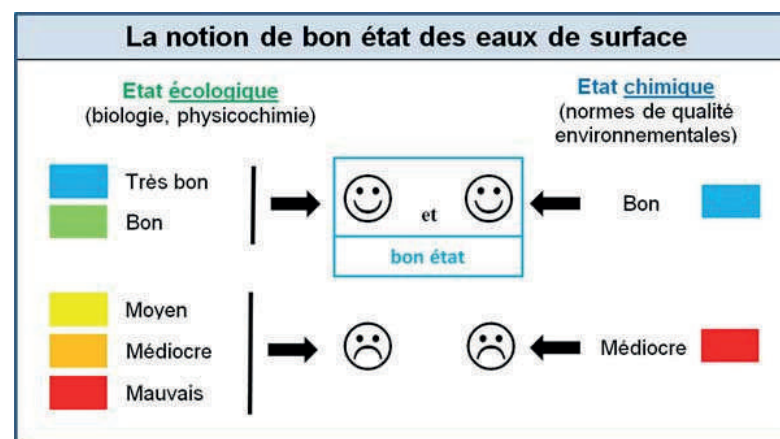 La notion de bon état des eaux de surface
Etat écologique
(biologie, physicochimie)
Etat chimique
(normes de qualité
environnementales)
Très bon
Bon
et
bon état
Bon
Moyen
Médiocre
Mauvais
Médiocre